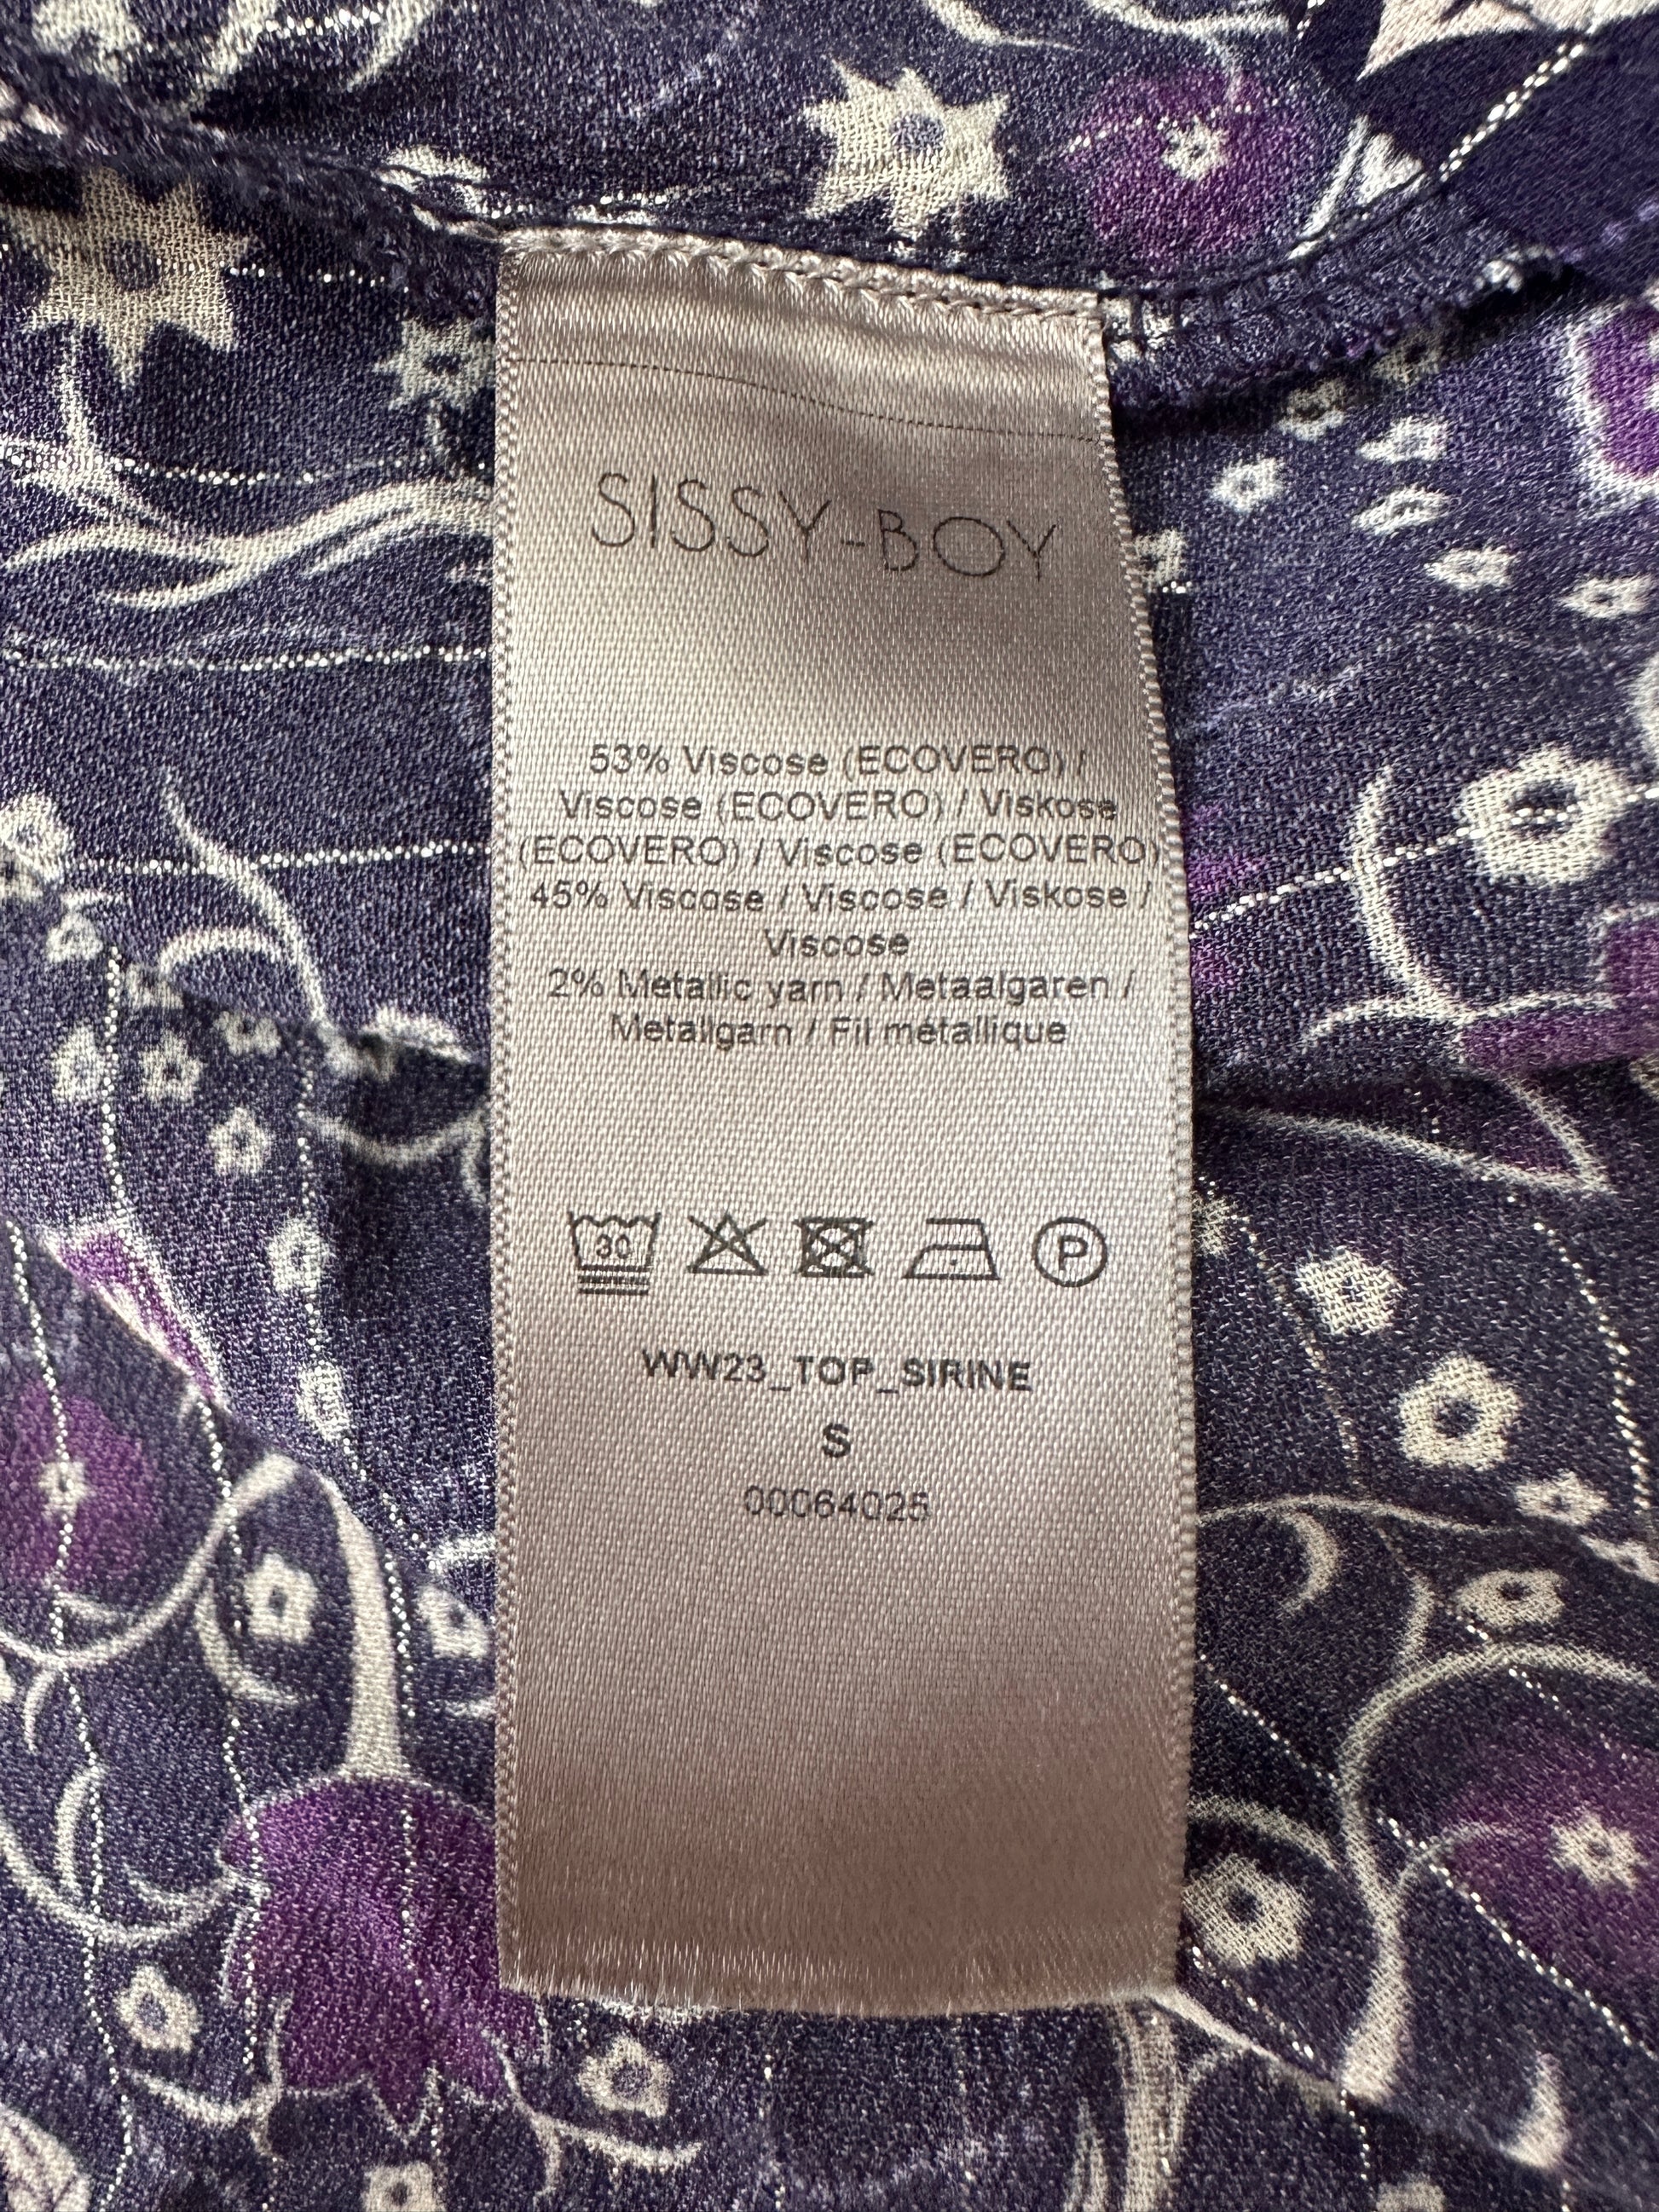 SISSY-BOY
53% Viscose (ECOVERO) /
Viscose (ECOVERO) / Viskose
(ECOVERO) / Viscose (ECOVERO)
45% Viscose / Viscose / Viskose /
Viscose
2% Metallic yarn / Metaalgaren /
Metallgarn / Fil métallique
30 P
WW23_TOP_SIRINE
S
00064025